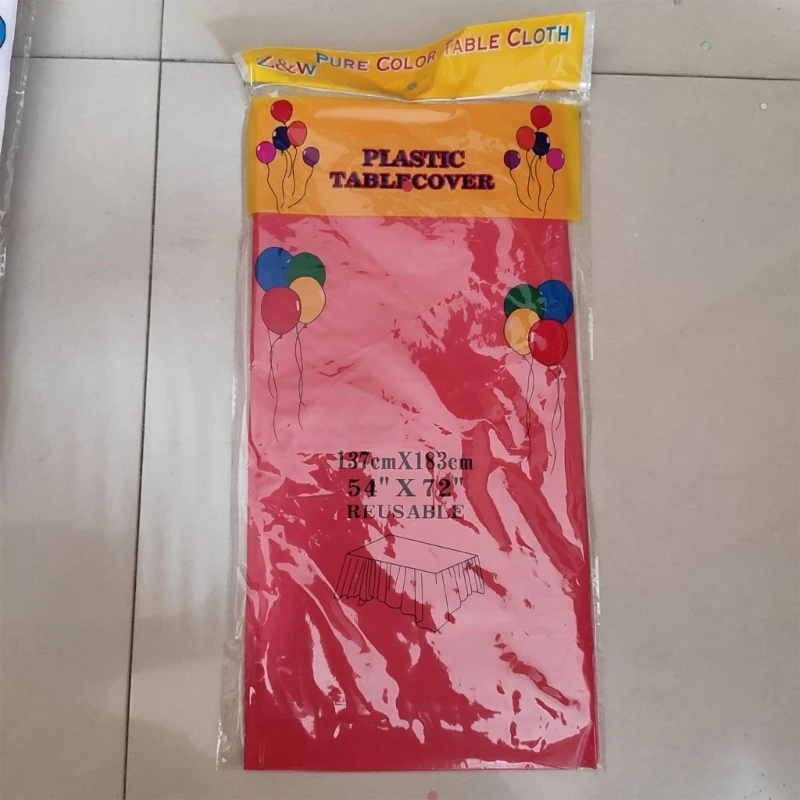 Z&W PURE COLOR TABLE CLOTH
PLASTIC
TABLECOVER
137cmX183cm
54" X 72"
REUSABLE